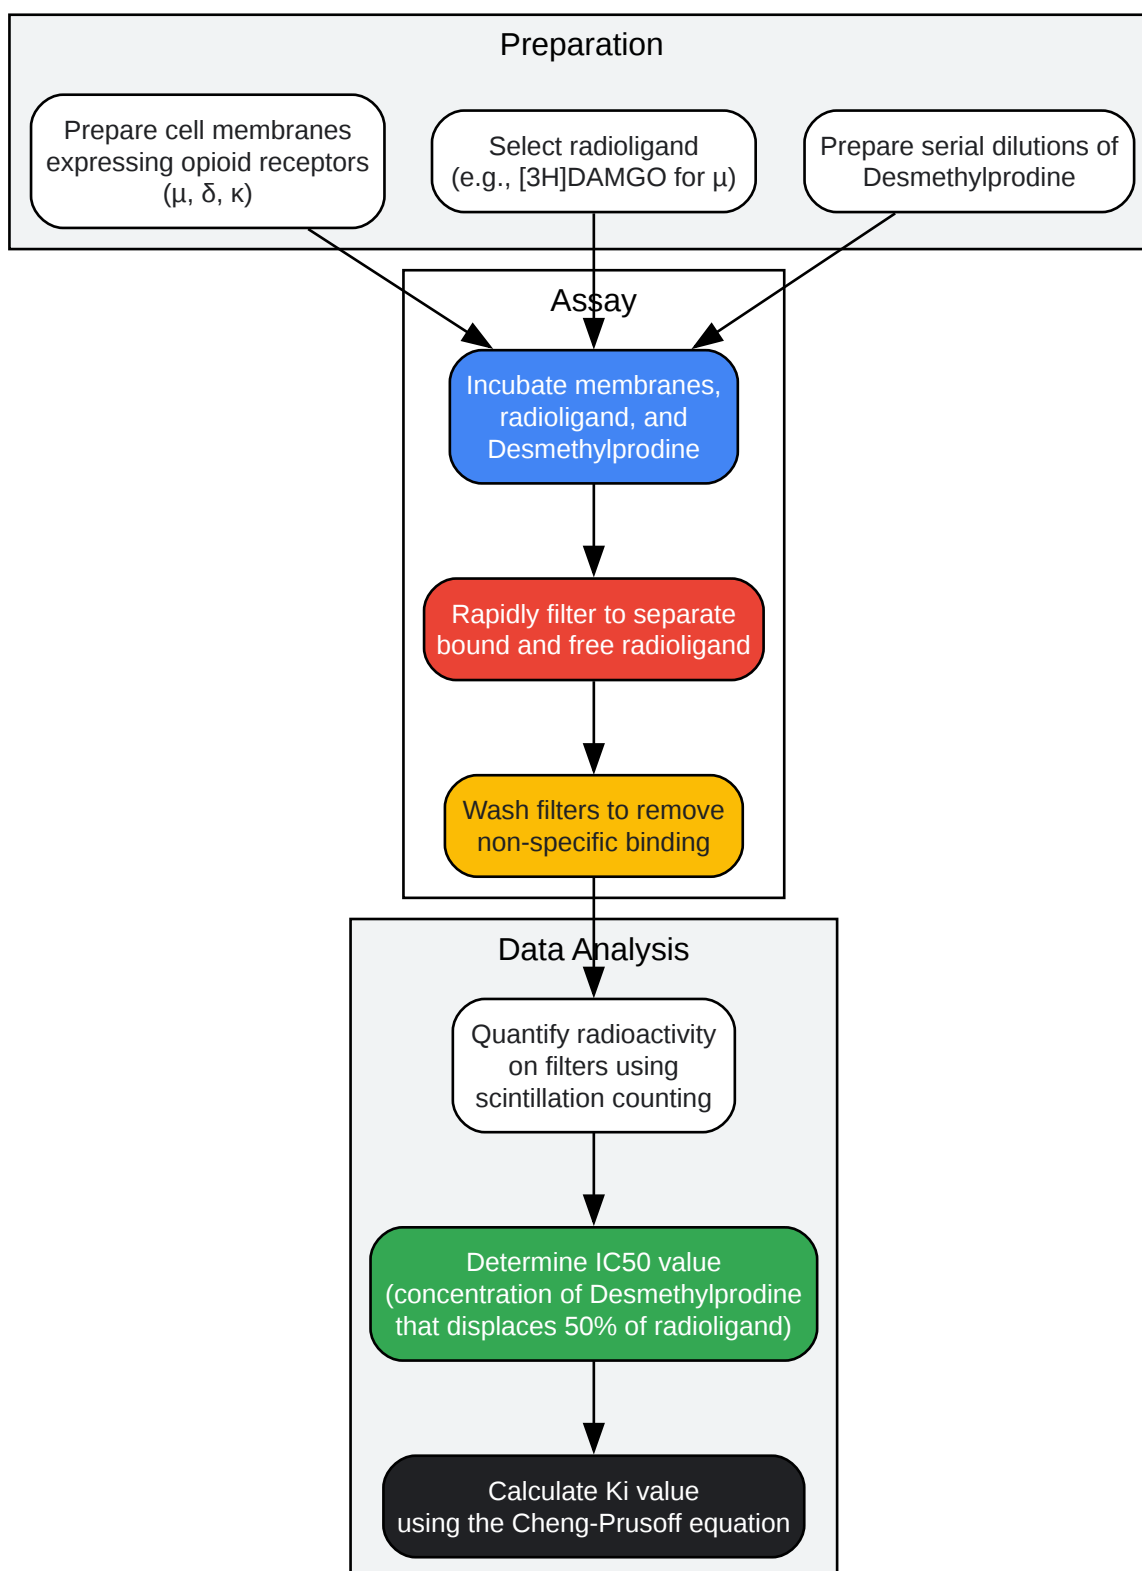 Preparation
Prepare cell membranes
expressing opioid receptors
(μ, δ, κ)
Select radioligand
(e.g., [3H]DAMGO for μ)
Prepare serial dilutions of
Desmethylprodine
Assay
Incubate membranes,
radioligand, and
Desmethylprodine
Rapidly filter to separate
bound and free radioligand
Wash filters to remove
non-specific binding
Data Analysis
Quantify radioactivity
on filters using
scintillation counting
Determine IC50 value
(concentration of Desmethylprodine
that displaces 50% of radioligand)
Calculate Ki value
using the Cheng-Prusoff equation